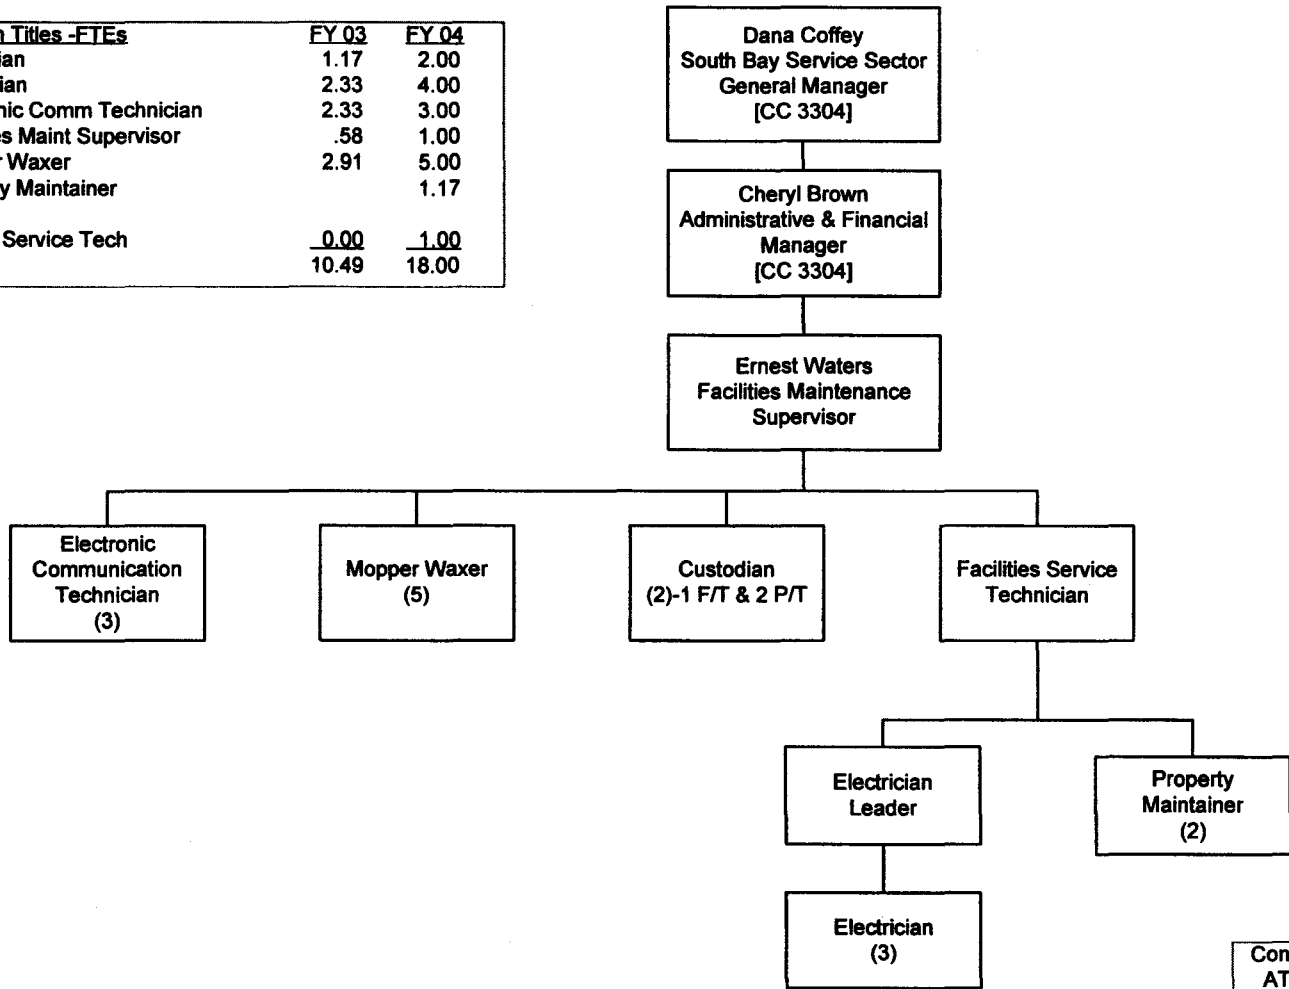 n Titles -FTEs FY 03 FY 04
ian 1.17 2.00
ian 2.33 4.00
nic Comm Technician 2.33 3.00
es Maint Supervisor .58 1.00
r Waxer 2.91 5.00
y Maintainer 1.17
Service Tech 0.00 1.00
10.49 18.00
Dana Coffey
South Bay Service Sector
General Manager
[CC 3304]
Cheryl Brown
Administrative & Financial
Manager
[CC 3304]
Ernest Waters
Facilities Maintenance
Supervisor
Electronic
Communication
Technician
(3)
Mopper Waxer
(5)
Custodian
(2)-1 F/T & 2 P/T
Facilities Service
Technician
Electrician
Leader
Property
Maintainer
(2)
Electrician
(3)
Con
AT